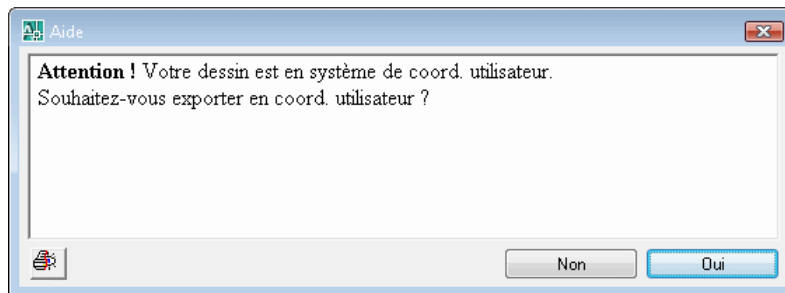 Aide
Attention ! Votre dessin est en système de coord. utilisateur.
Souhaitez-vous exporter en coord. utilisateur ?
Non
Oui